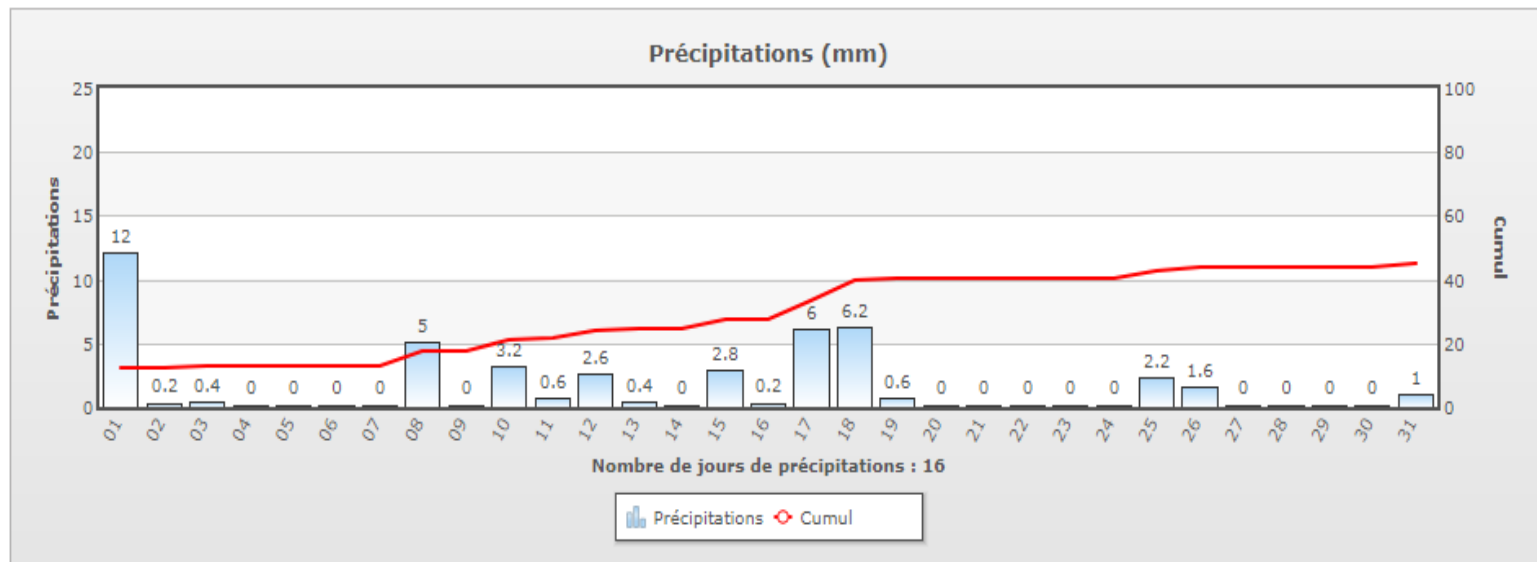 Précipitations (mm)
25 100
20 80
15 60
10 40
5 20
0 0
Précipitations
Cumul
12 0.2 0.4 0 0 0 0 5 0 3.2 0.6 2.6 0.4 0 2.8 0.2 6 6.2 0.6 0 0 0 0 0 2.2 1.6 0 0 0 0 1
01 02 03 04 05 06 07 08 09 10 11 12 13 14 15 16 17 18 19 20 21 22 23 24 25 26 27 28 29 30 31
Nombre de jours de précipitations : 16
Précipitations Cumul